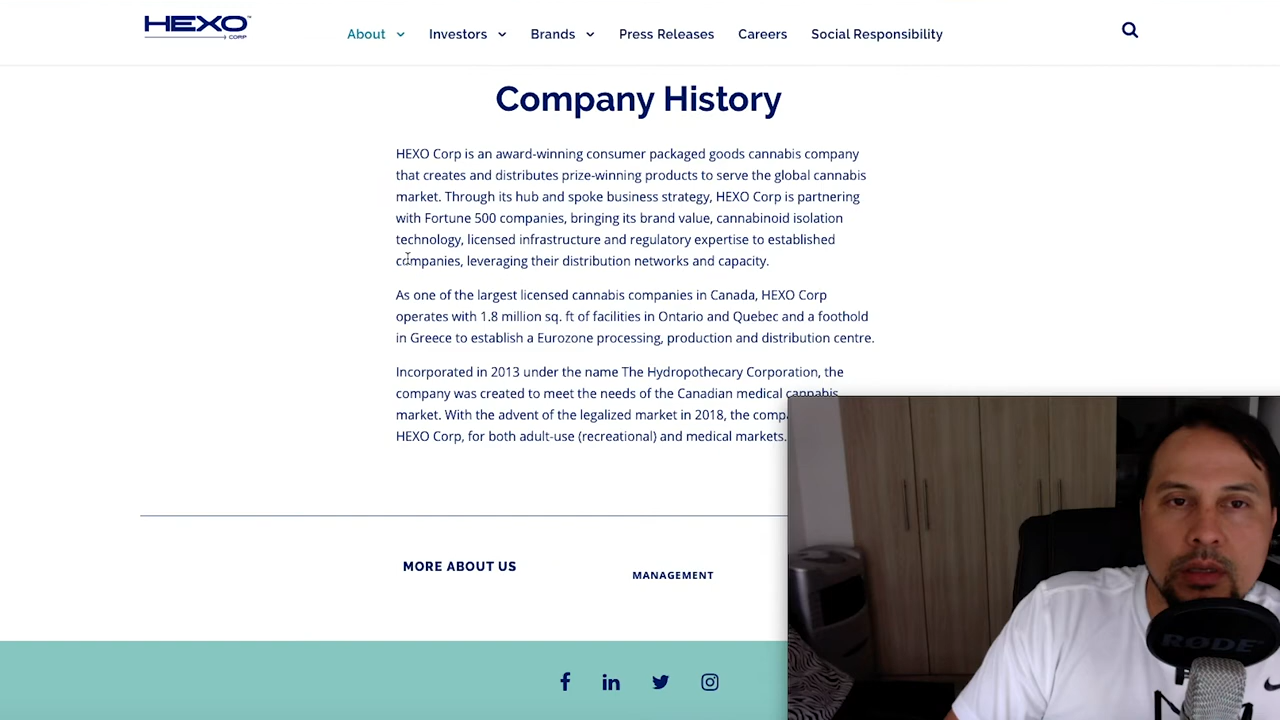 HEXO
CORP
About
Investors
Brands
Press Releases
Careers
Social Responsibility
Company History
HEXO Corp is an award-winning consumer packaged goods cannabis company
that creates and distributes prize-winning products to serve the global cannabis
market. Through its hub and spoke business strategy, HEXO Corp is partnering
with Fortune 500 companies, bringing its brand value, cannabinoid isolation
technology, licensed infrastructure and regulatory expertise to established
companies, leveraging their distribution networks and capacity.
As one of the largest licensed cannabis companies in Canada, HEXO Corp
operates with 1.8 million sq. ft of facilities in Ontario and Quebec and a foothold
in Greece to establish a Eurozone processing, production and distribution centre.
Incorporated in 2013 under the name The Hydropothecary Corporation, the
company was created to meet the needs of the Canadian medical cannabis
market. With the advent of the legalized market in 2018, the
HEXO Corp, for both adult-use (recreational) and medical markets.
MORE ABOUT US
MANAGEMENT
RODE